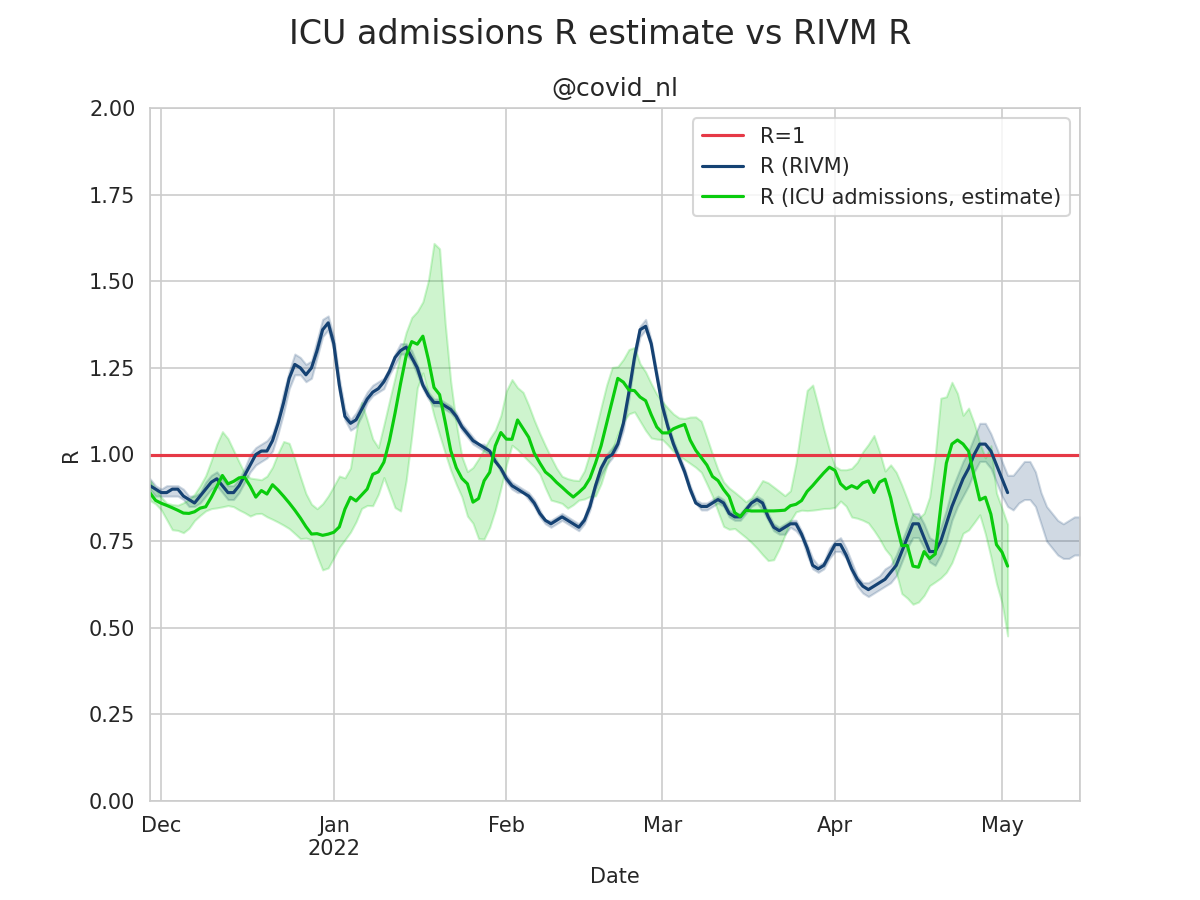 ICU admissions R estimate vs RIVM R
@covid_nl
R=1
R (RIVM)
R (ICU admissions, estimate)
2.00
1.75
1.50
1.25
1.00
0.75
0.50
0.25
0.00
R
Dec
Jan
2022
Feb
Mar
Apr
May
Date